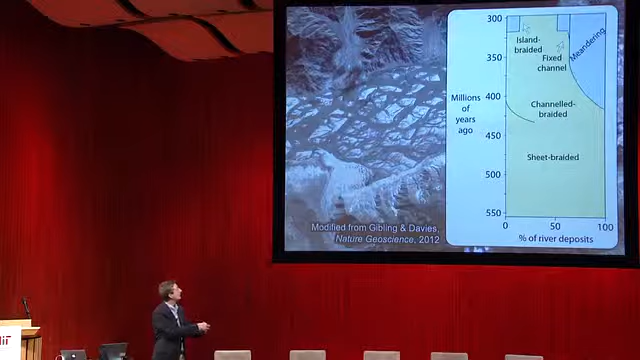 300
Island-
braided
Meandering
350
Fixed
channel
Millions
of
years
ago
400
Channelled-
braided
450
Sheet-braided
500
550
0
50
100
% of river deposits
Modified from Gibling & Davies,
Nature Geoscience, 2012